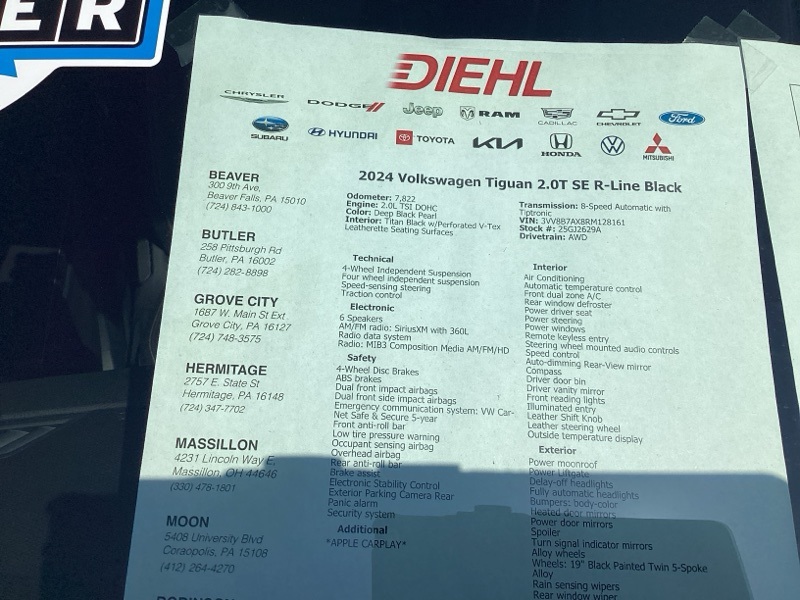 ER
DIEHL
CHRYSLER DODGE Jeep RAM CADILLAC CHEVROLET Ford
SUBARU HYUNDAI TOYOTA KIA HONDA MITSUBISHI
BEAVER
300 9th Ave,
Beaver Falls, PA 15010
(724) 843-1000
BUTLER
258 Pittsburgh Rd
Butler, PA 16002
(724) 282-8898
GROVE CITY
1687 W. Main St Ext
Grove City, PA 16127
(724) 748-3575
HERMITAGE
2757 E. State St
Hermitage, PA 16148
(724) 347-7702
MASSILLON
4231 Lincoln Way E,
Massillon, OH 44646
(330) 478-1801
MOON
5408 University Blvd
Coraopolis, PA 15108
(412) 264-4270
2024 Volkswagen Tiguan 2.0T SE R-Line Black
Odometer: 7,822
Engine: 2.0L TSI DOHC
Color: Deep Black Pearl
Interior: Titan Black w/Perforated V-Tex
Leatherette Seating Surfaces
Transmission: 8-Speed Automatic with
Tiptronic
VIN: 3VV8B7AX8RM128161
Stock #: 25GJ2629A
Drivetrain: AWD
Technical
4-Wheel Independent Suspension
Four wheel independent suspension
Speed-sensing steering
Traction control
Electronic
6 Speakers
AM/FM radio: SiriusXM with 360L
Radio data system
Radio: MIB3 Composition Media AM/FM/HD
Safety
4-Wheel Disc Brakes
ABS brakes
Dual front impact airbags
Dual front side impact airbags
Emergency communication system: VW Car-
Net Safe & Secure 5-year
Front anti-roll bar
Low tire pressure warning
Occupant sensing airbag
Overhead airbag
Rear anti-roll bar
Brake assist
Electronic Stability Control
Exterior Parking Camera Rear
Panic alarm
Security system
Additional
*APPLE CARPLAY*
Interior
Air Conditioning
Automatic temperature control
Front dual zone A/C
Rear window defroster
Power driver seat
Power steering
Power windows
Remote keyless entry
Steering wheel mounted audio controls
Speed control
Auto-dimming Rear-View mirror
Compass
Driver door bin
Driver vanity mirror
Front reading lights
Illuminated entry
Leather Shift Knob
Leather steering wheel
Outside temperature display
Exterior
Power moonroof
Power Liftgate
Delay-off headlights
Fully automatic headlights
Bumpers: body-color
Heated door mirrors
Power door mirrors
Spoiler
Turn signal indicator mirrors
Alloy wheels
Wheels: 19" Black Painted Twin 5-Spoke
Alloy
Rain sensing wipers
Rear window wiper